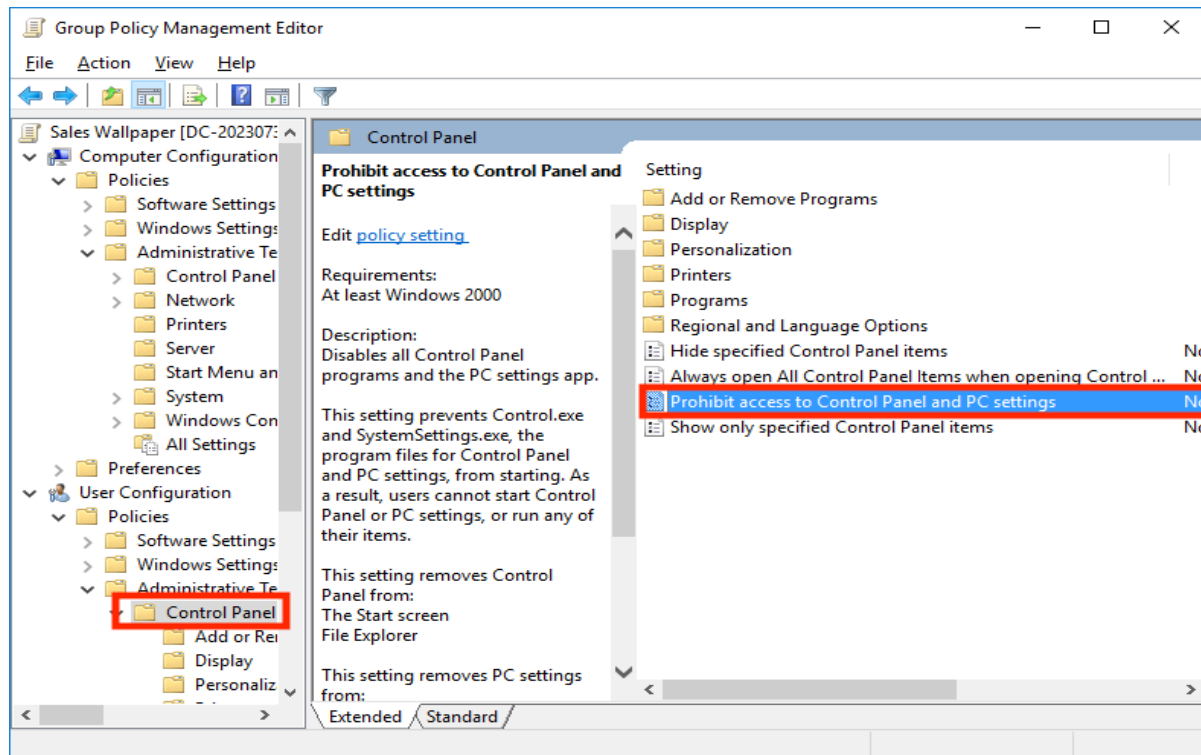 Group Policy Management Editor
File Action View Help
Sales Wallpaper [DC-202307
Computer Configuration
Policies
Software Settings
Windows Settings
Administrative Te
Control Panel
Network
Printers
Server
Start Menu an
System
Windows Con
All Settings
Preferences
User Configuration
Policies
Software Settings
Windows Settings
Administrative Te
Control Panel
Add or Rei
Display
Personaliz
Control Panel
Prohibit access to Control Panel and
PC settings
Edit policy setting
Requirements:
At least Windows 2000
Description:
Disables all Control Panel
programs and the PC settings app.
This setting prevents Control.exe
and SystemSettings.exe, the
program files for Control Panel
and PC settings, from starting. As
a result, users cannot start Control
Panel or PC settings, or run any of
their items.
This setting removes Control
Panel from:
The Start screen
File Explorer
This setting removes PC settings
from:
Setting
Add or Remove Programs
Display
Personalization
Printers
Programs
Regional and Language Options
Hide specified Control Panel items No
Always open All Control Panel Items when opening Control ... No
Prohibit access to Control Panel and PC settings No
Show only specified Control Panel items No
Extended Standard